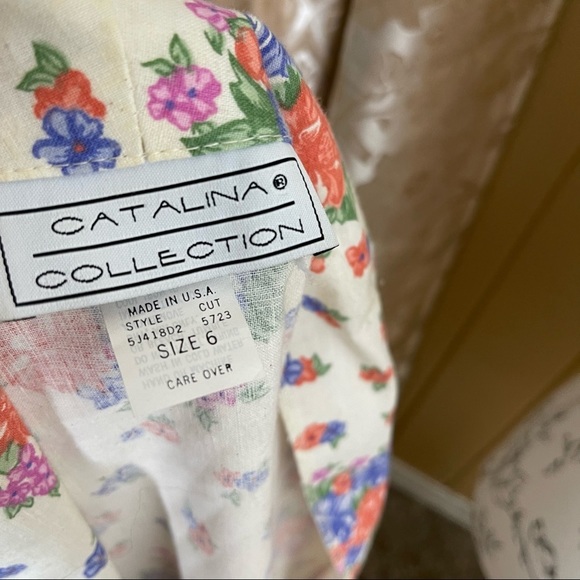 CATALINA®
COLLECTION
MADE IN U.S.A.
STYLE CUT
5J418D2 5723
SIZE 6
CARE OVER